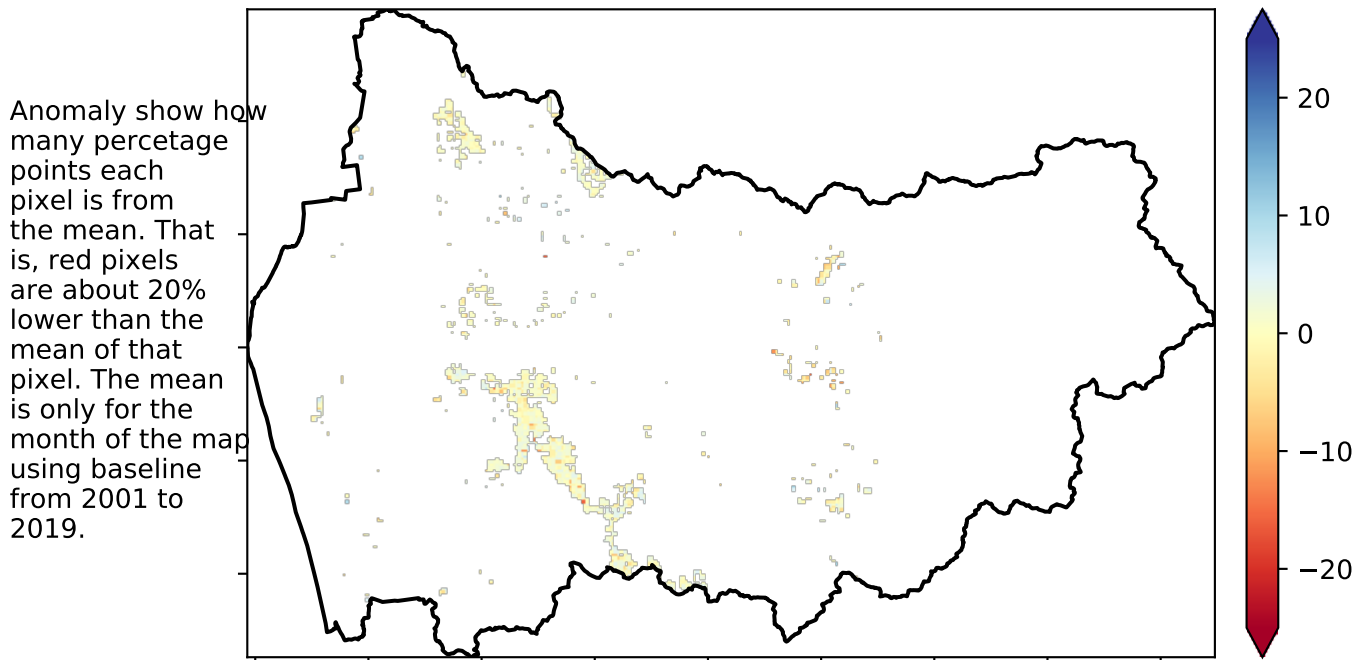 Anomaly show how
many percetage
points each
pixel is from
the mean. That
is, red pixels
are about 20%
lower than the
mean of that
pixel. The mean
is only for the
month of the map
using baseline
from 2001 to
2019.
20
10
0
−10
−20